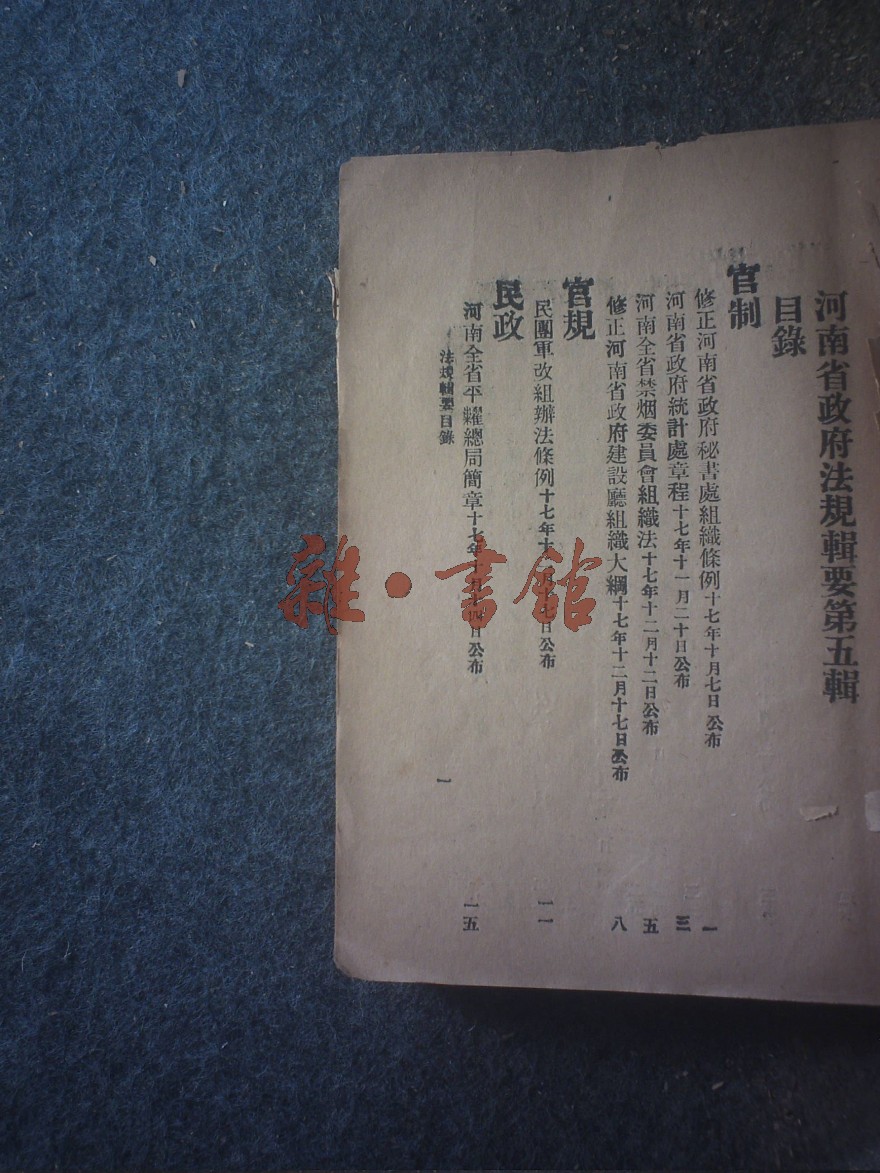 河南省政府法規輯要第五輯
目錄
官制
修正河南省政府秘書處組織條例十七年十月七日公布 一
河南省政府統計處章程十七年十一月二十日公布 三
河南全省禁烟委員會組織法十七年十二月十二日公布 五
修正河南省政府建設廳組織大綱十七年十二月十七日公布 八
官規
民團軍改組辦法條例十七年十月 日公布 一一
民政
河南全省平糶總局簡章十七年 月 四日公布 一五
法規輯要目錄 一
雜·書館